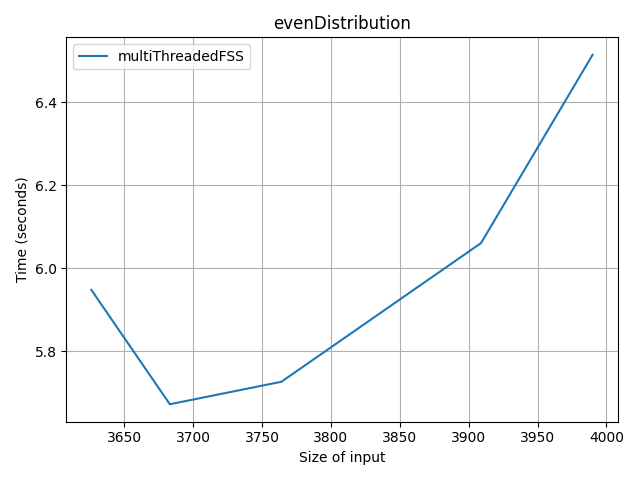 evenDistribution
multiThreadedFSS
Time (seconds)
6.4
6.2
6.0
5.8
3650 3700 3750 3800 3850 3900 3950 4000
Size of input